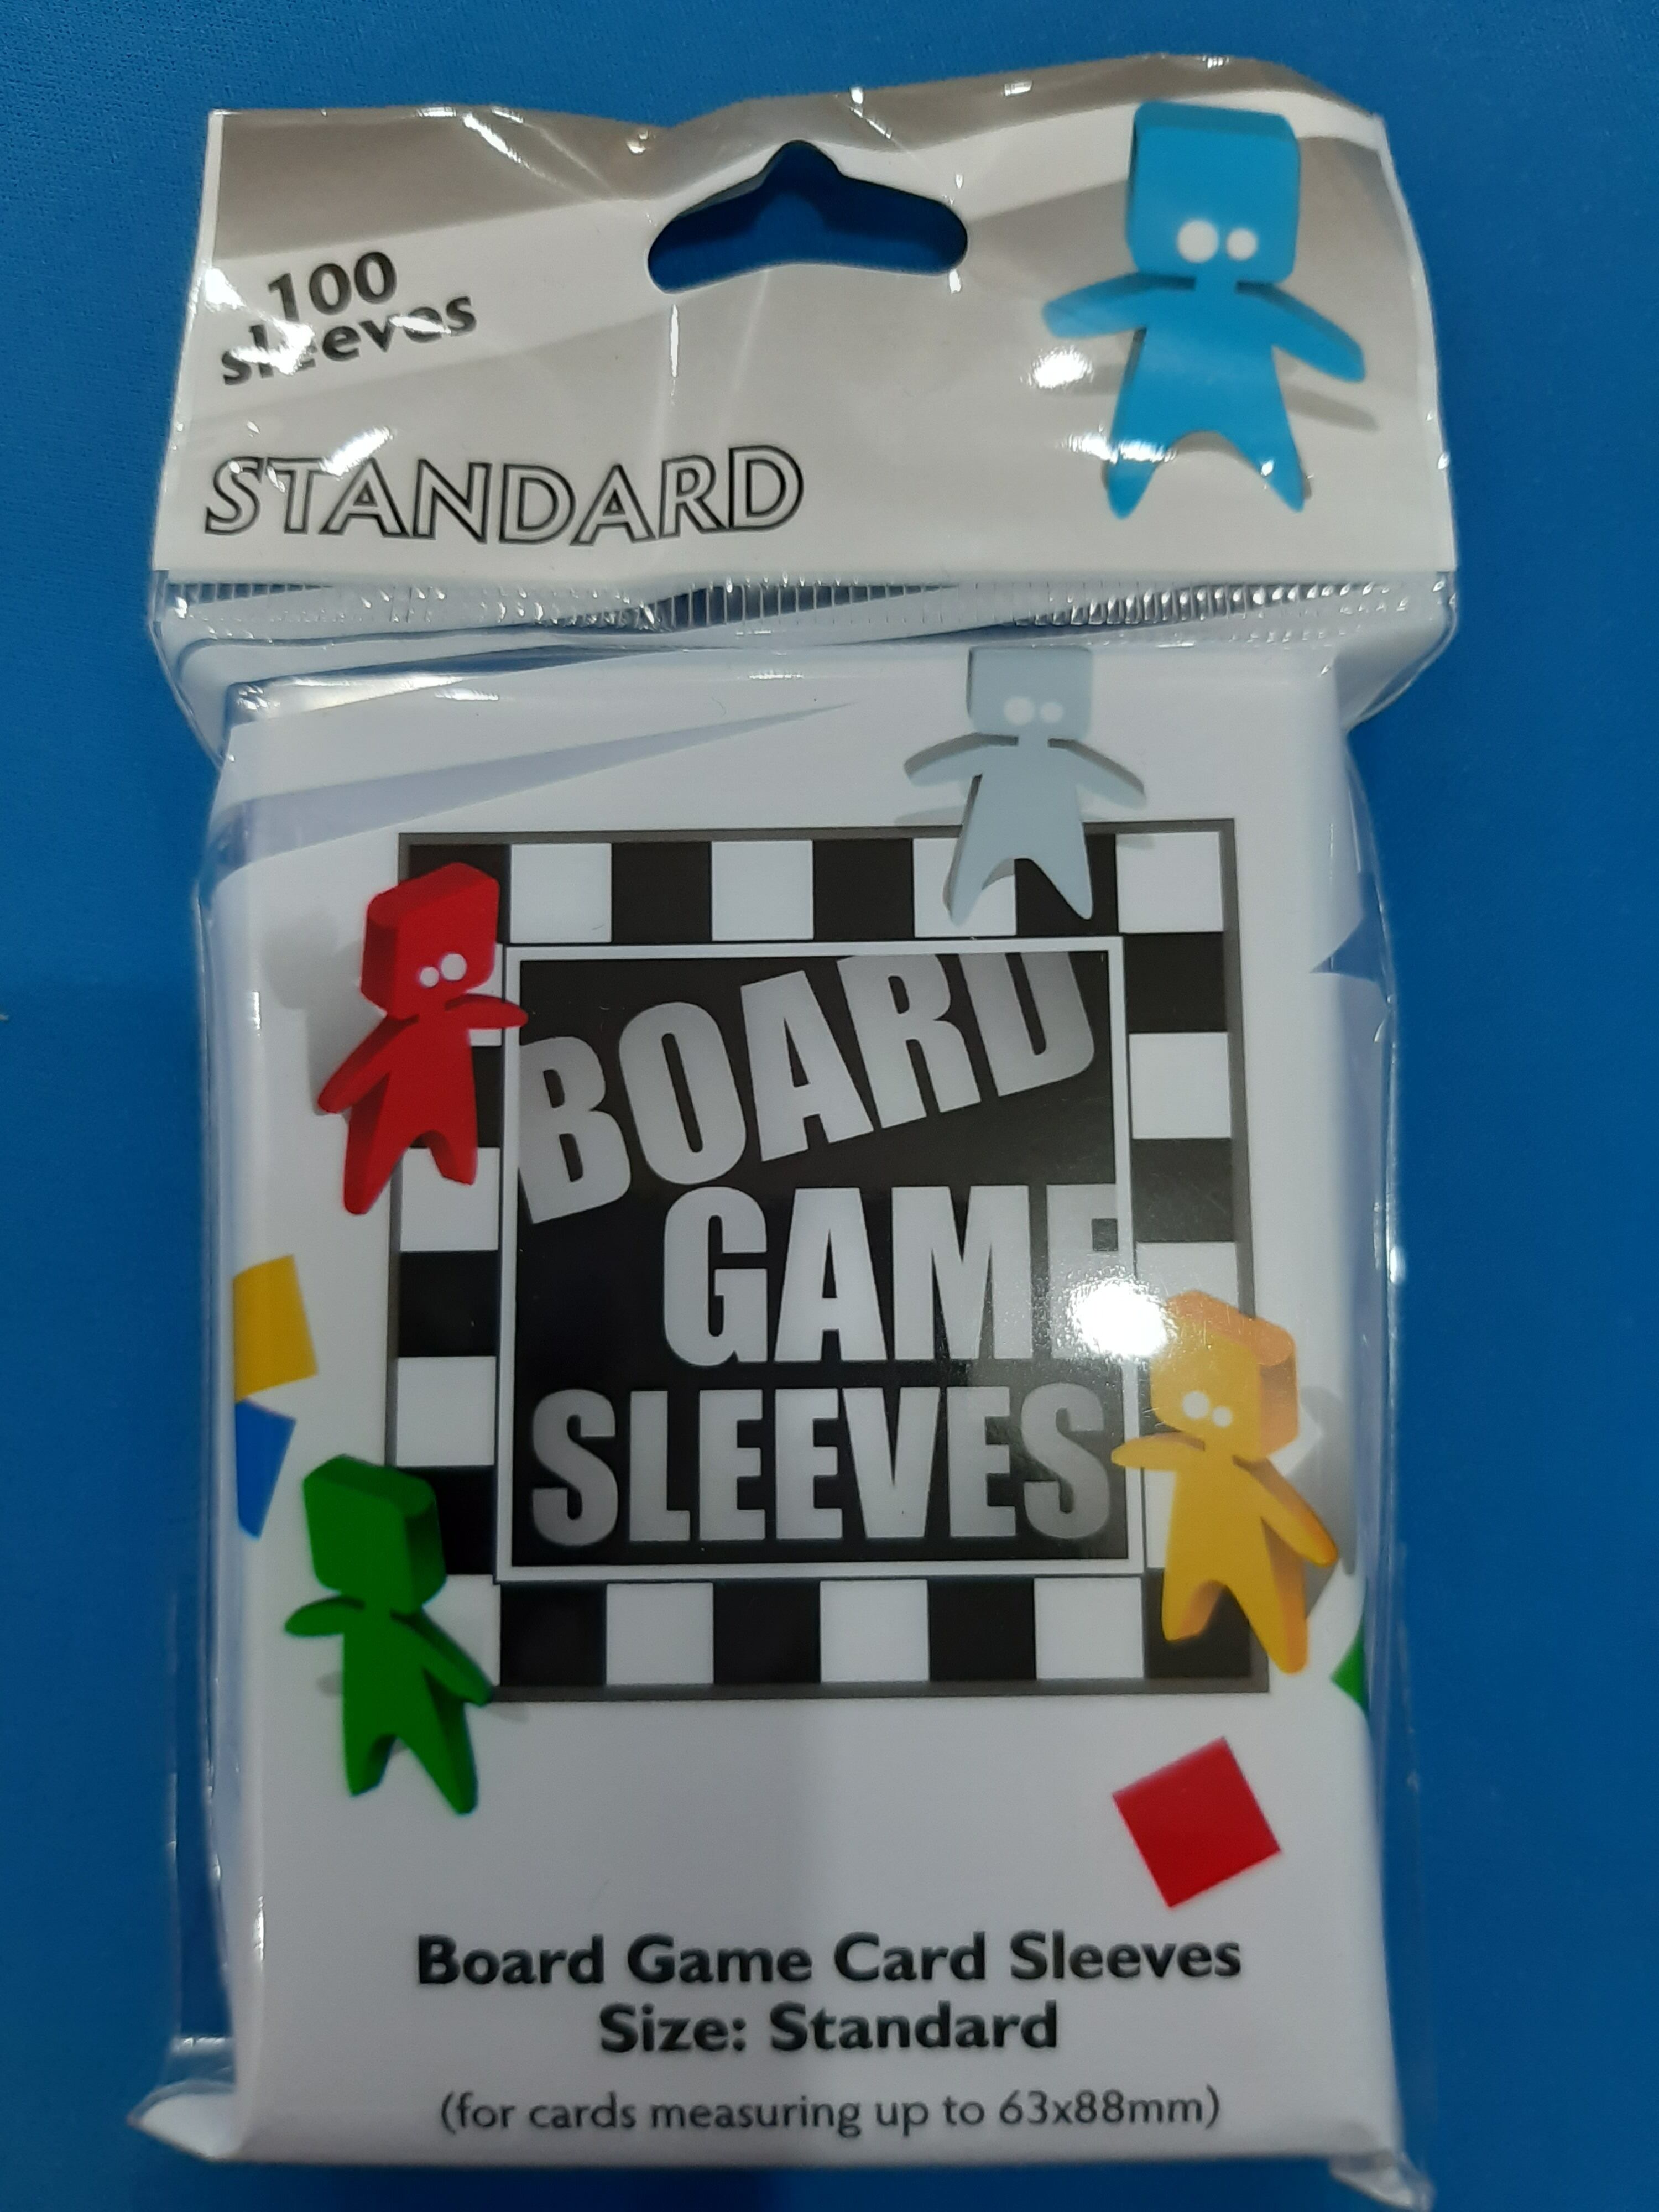 100
sleeves
STANDARD
BOARD
GAME
SLEEVES
Board Game Card Sleeves
Size: Standard
(for cards measuring up to 63x88mm)